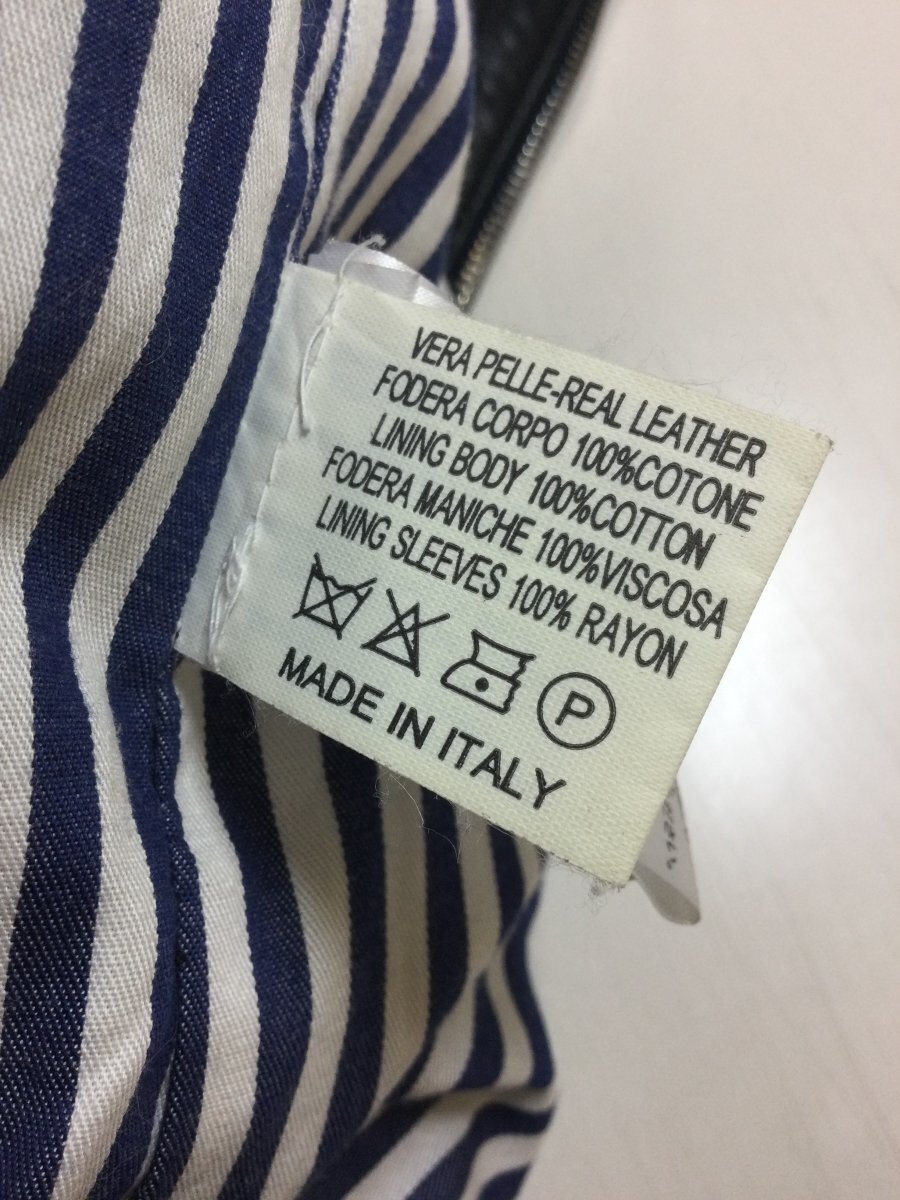 VERA PELLE-REAL LEATHER
FODERA CORPO 100%COTONE
LINING BODY 100%COTTON
FODERA MANICHE 100%VISCOSA
LINING SLEEVES 100% RAYON
P
MADE IN ITALY